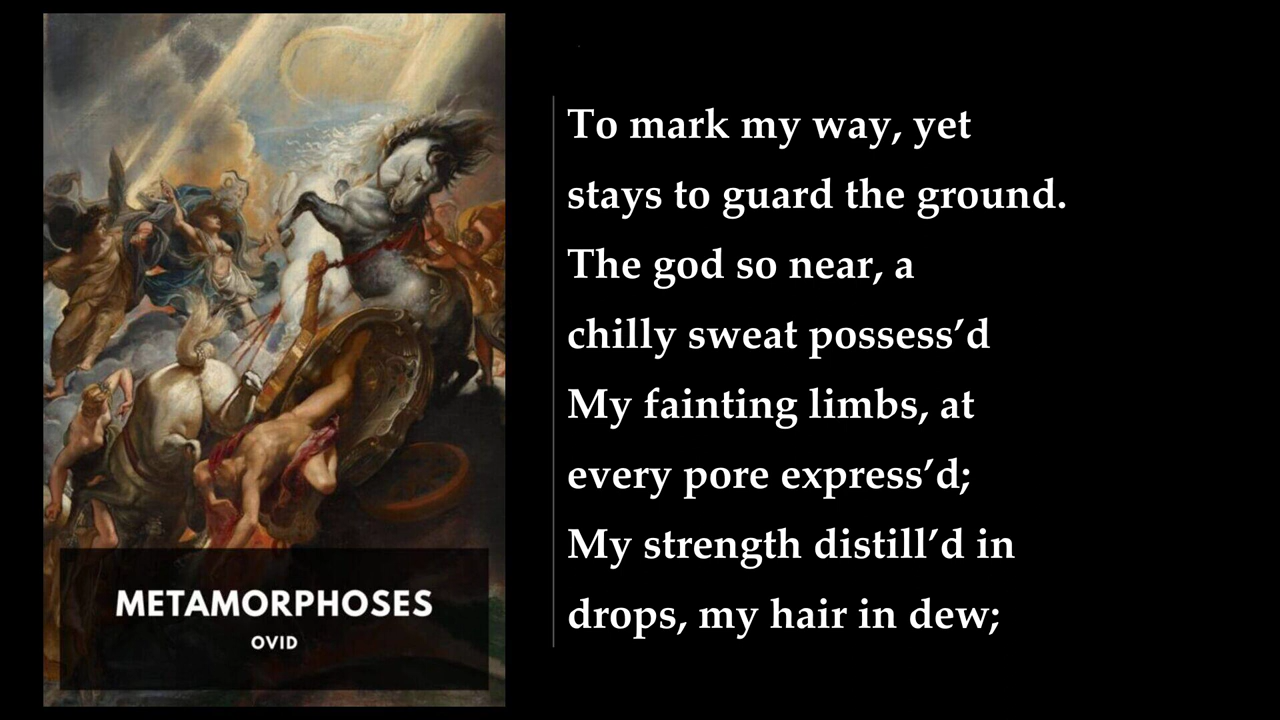 METAMORPHOSES
OVID
To mark my way, yet
stays to guard the ground.
The god so near, a
chilly sweat possess’d
My fainting limbs, at
every pore express’d;
My strength distill’d in
drops, my hair in dew;